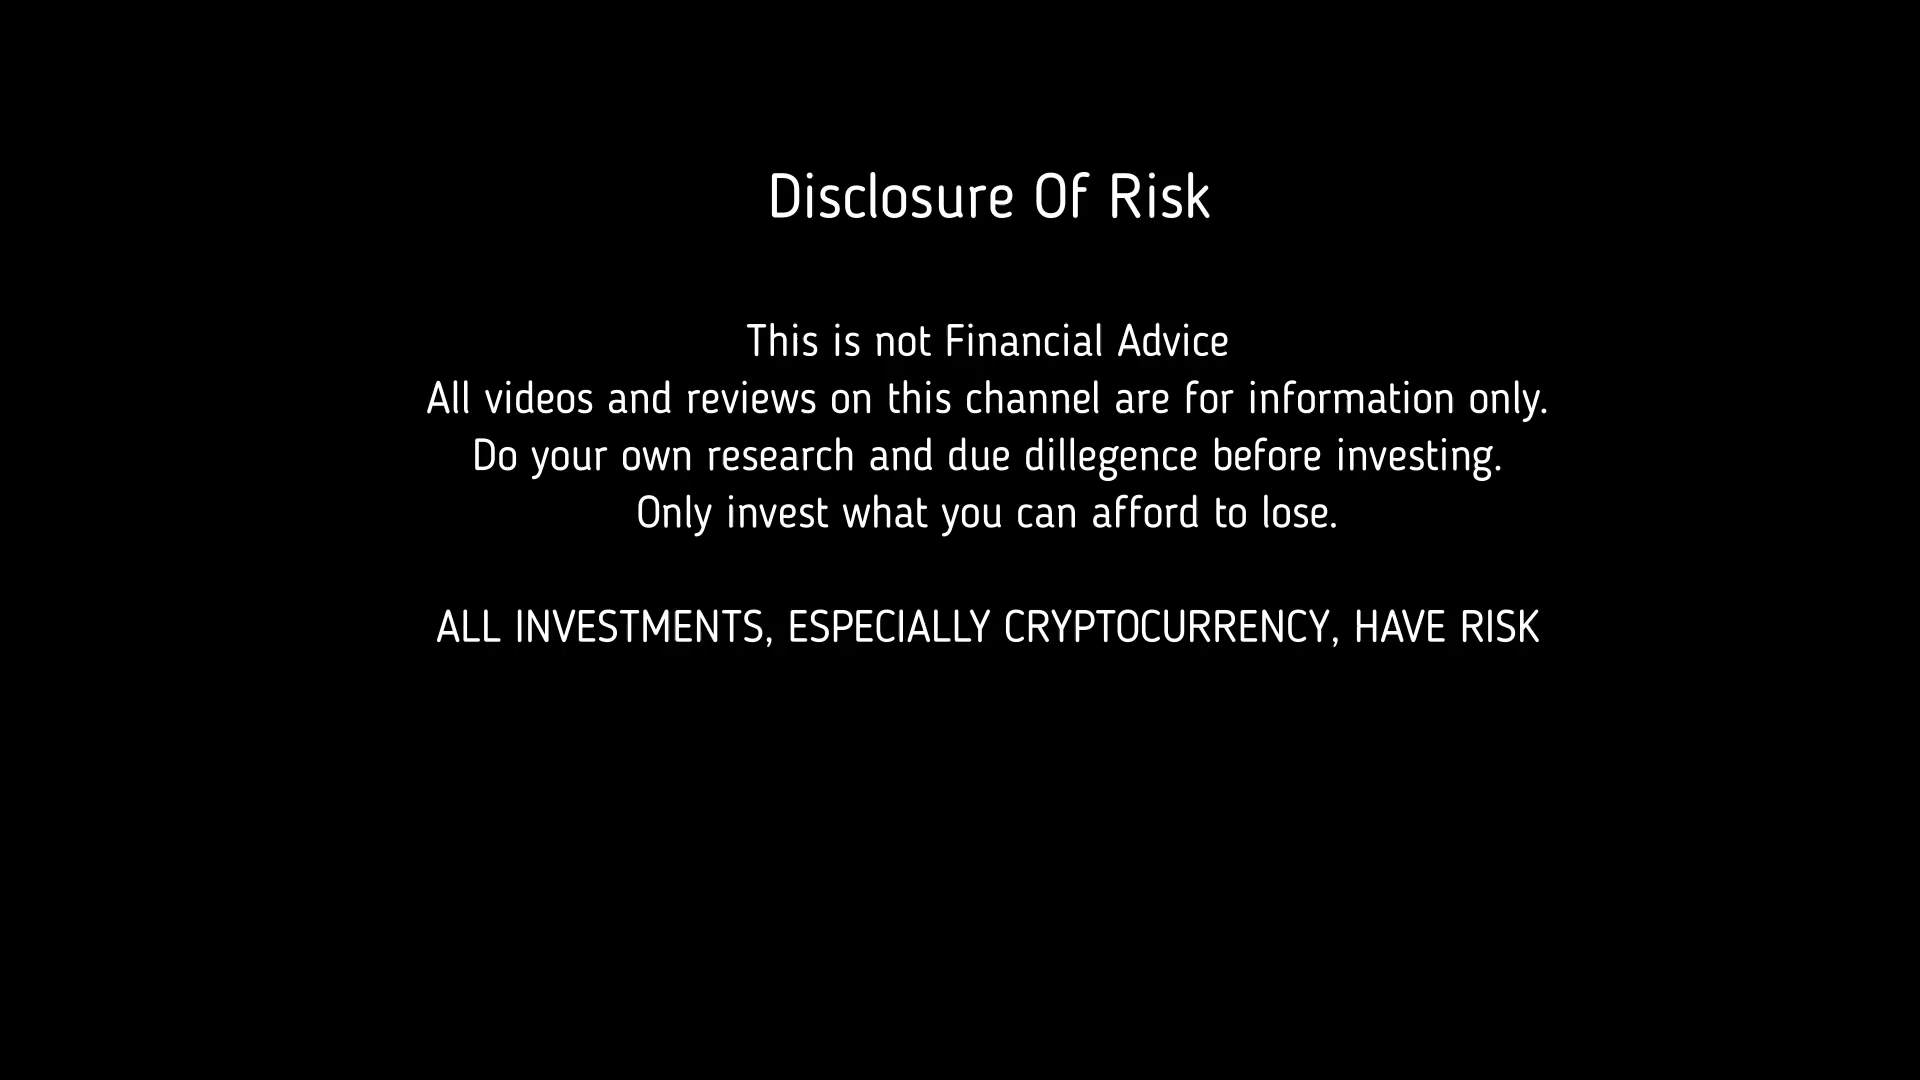 Disclosure Of Risk
This is not Financial Advice
All videos and reviews on this channel are for information only.
Do your own research and due dillegence before investing.
Only invest what you can afford to lose.
ALL INVESTMENTS, ESPECIALLY CRYPTOCURRENCY, HAVE RISK